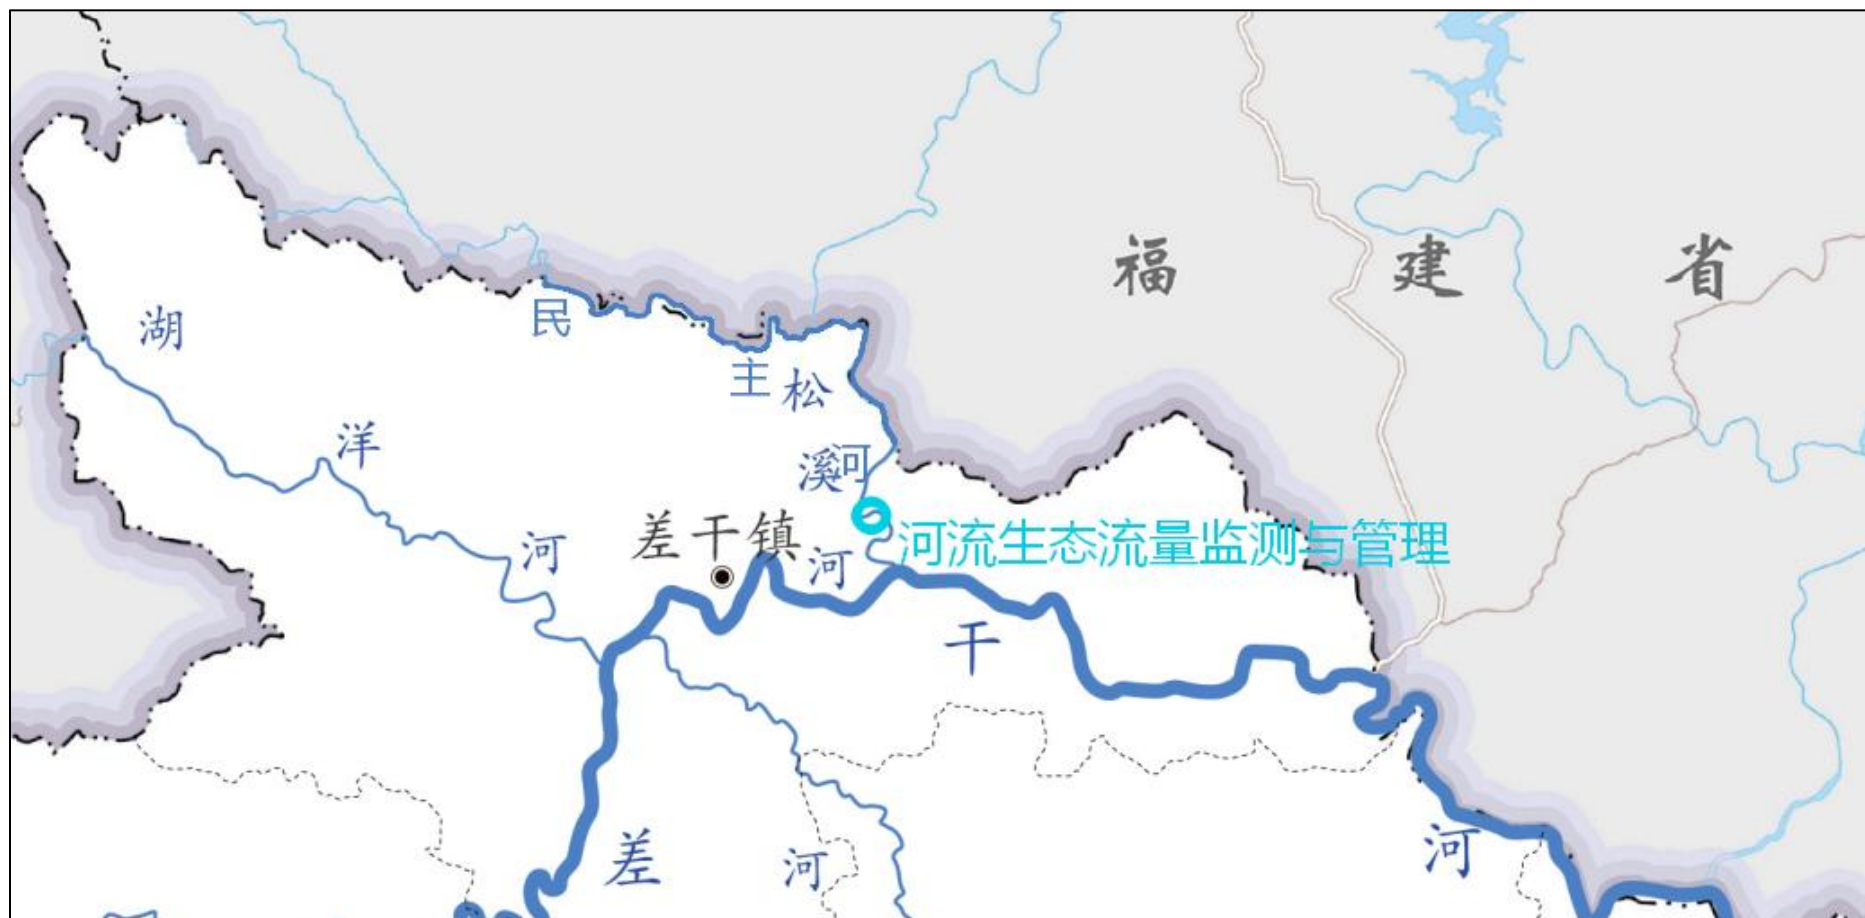 福建省
湖洋河
民主河
松溪河
差干镇
河流生态流量监测与管理
差干河
河